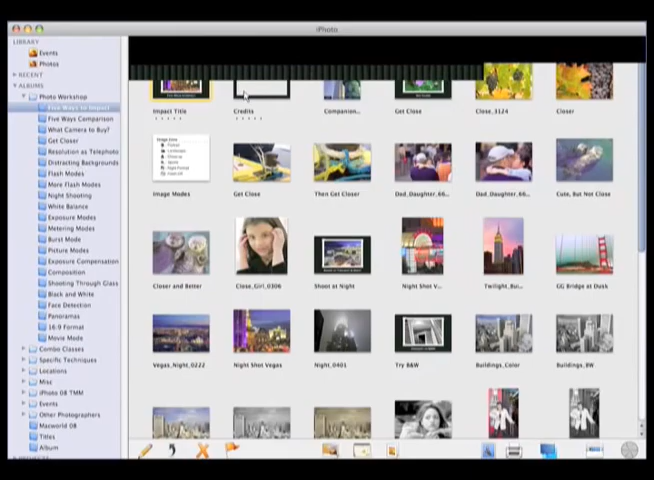 iPhoto
LIBRARY
Events
Photos
RECENT
ALBUMS
Photo Workshop
Five Ways to Impact
Five Ways Comparison
What Camera to Buy?
Get Closer
Resolution as Telephoto
Distracting Backgrounds
Flash Modes
More Flash Modes
Night Shooting
White Balance
Exposure Modes
Metering Modes
Burst Mode
Picture Modes
Exposure Compensation
Composition
Shooting Through Glass
Black and White
Face Detection
Panoramas
16:9 Format
Movie Mode
Combo Classes
Specific Techniques
Locations
Misc
iPhoto 08 TMM
Events
Other Photographers
Macworld 08
Titles
Album
Impact Title
Credits
Companion...
Get Close
Close_3124
Closer
Image Modes
Get Close
Then Get Closer
Dad_Daughter_66...
Dad_Daughter_66...
Cute, But Not Close
Closer and Better
Close_Girl_0306
Shoot at Night
Night Shot V...
Twilight_Bui...
GG Bridge at Dusk
Vegas_Night_0222
Night Shot Vegas
Night_0401
Try B&W
Buildings_Color
Buildings_BW